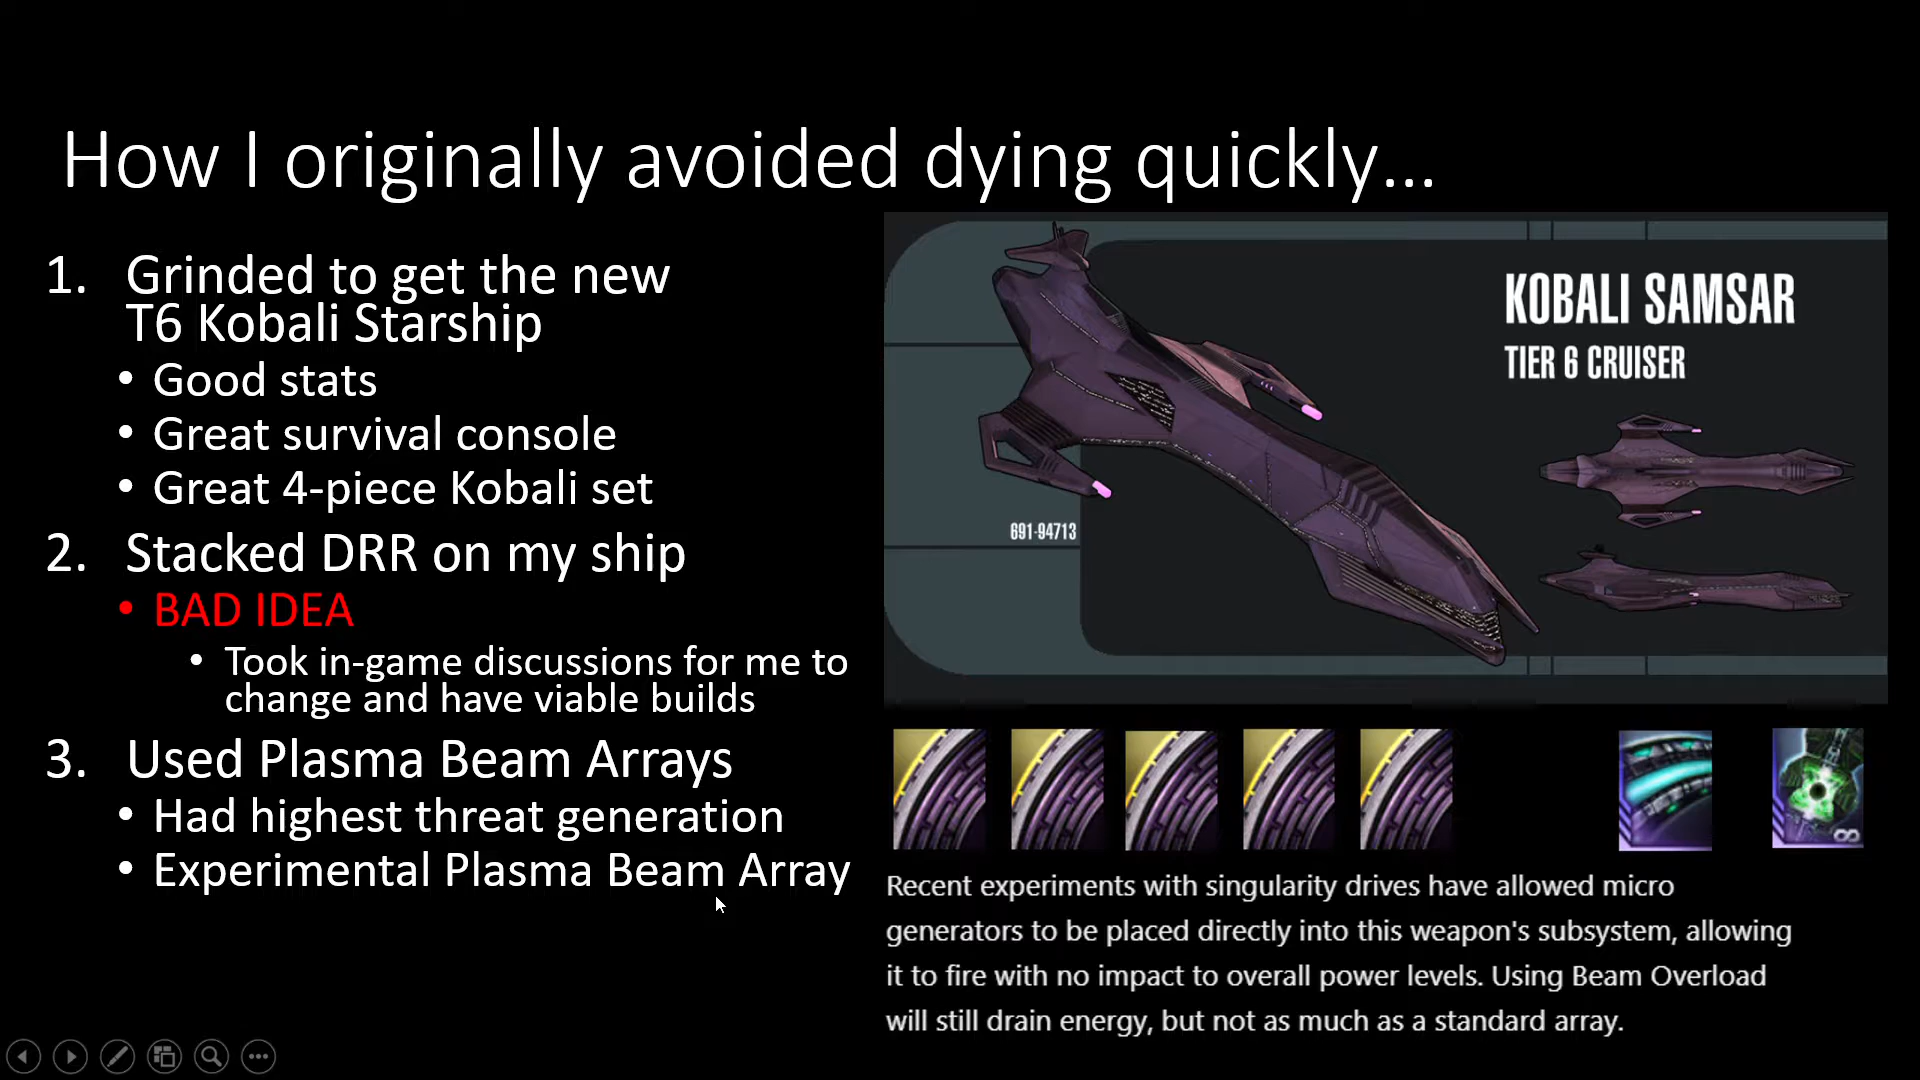 How I originally avoided dying quickly...
1. Grinded to get the new
T6 Kobali Starship
• Good stats
• Great survival console
• Great 4-piece Kobali set
2. Stacked DRR on my ship
• BAD IDEA
• Took in-game discussions for me to
change and have viable builds
3. Used Plasma Beam Arrays
• Had highest threat generation
• Experimental Plasma Beam Array
KOBALI SAMSAR
TIER 6 CRUISER
691-94713
Recent experiments with singularity drives have allowed micro
generators to be placed directly into this weapon's subsystem, allowing
it to fire with no impact to overall power levels. Using Beam Overload
will still drain energy, but not as much as a standard array.